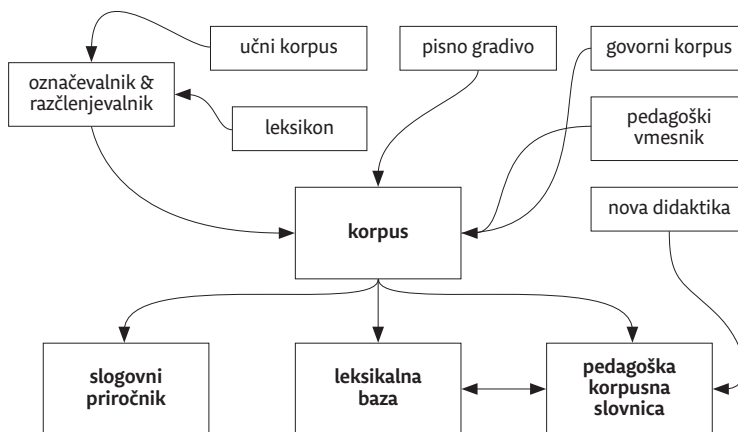 učni korpus
pisno gradivo
govorni korpus
označevalnik &
razčlenjevalnik
leksikon
pedagoški
vmesnik
korpus
nova didaktika
slogovni
priročnik
leksikalna
baza
pedagoška
korpusna
slovnica